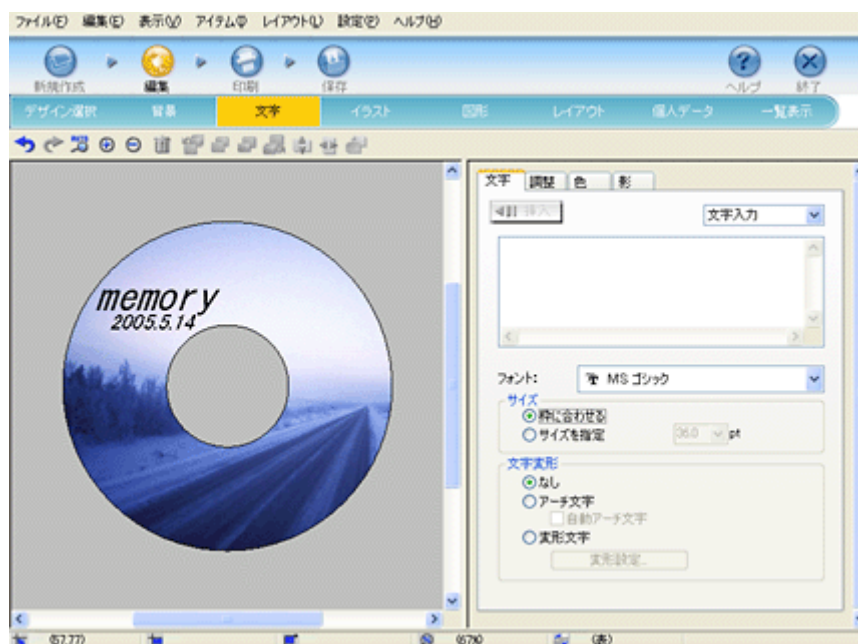 ファイル(F) 編集(E) 表示(V) アイテム(I) レイアウト(L) 設定(P) ヘルプ(H)
新規作成 編集 印刷 保存 ヘルプ 終了
デザイン選択 背景 文字 イラスト 図形 レイアウト 個人データ 一覧表示
文字 調整 色 影
挿入 文字入力
memory
2005.5.14
フォント: MS ゴシック
サイズ
枠に合わせる
サイズを指定 36.0 pt
文字変形
なし
アーチ文字
自動アーチ文字
変形文字
変形設定...
(表)